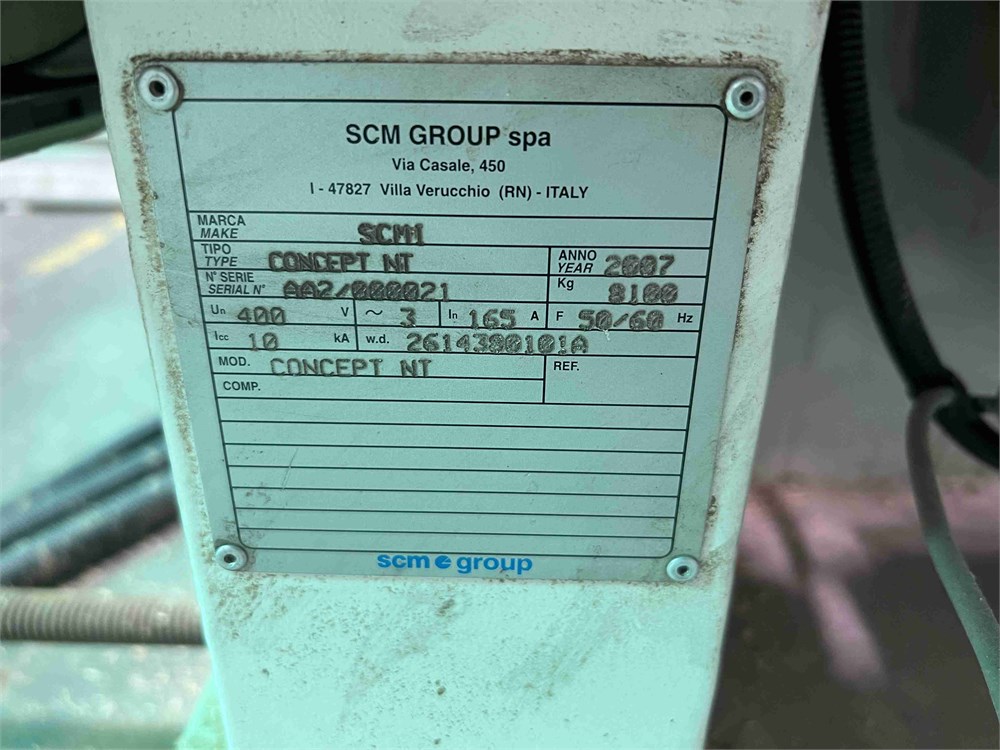 SCM GROUP spa
Via Casale, 450
I - 47827 Villa Verucchio (RN) - ITALY
MARCA
MAKE SCM1
TIPO
TYPE CONCEPT NT
ANNO
YEAR 2007
N° SERIE
SERIAL N° AA2/000021
Kg 8100
Un 400 V ~ 3 In 165 A F 50/60 Hz
Icc 10 kA w.d. 2614380101A
MOD. CONCEPT NT REF.
COMP.
scm group